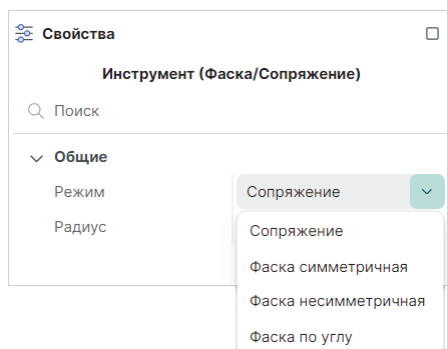 Свойства
Инструмент (Фаска/Сопряжение)
Поиск
Общие
Режим Сопряжение
Радиус
Сопряжение
Фаска симметричная
Фаска несимметричная
Фаска по углу